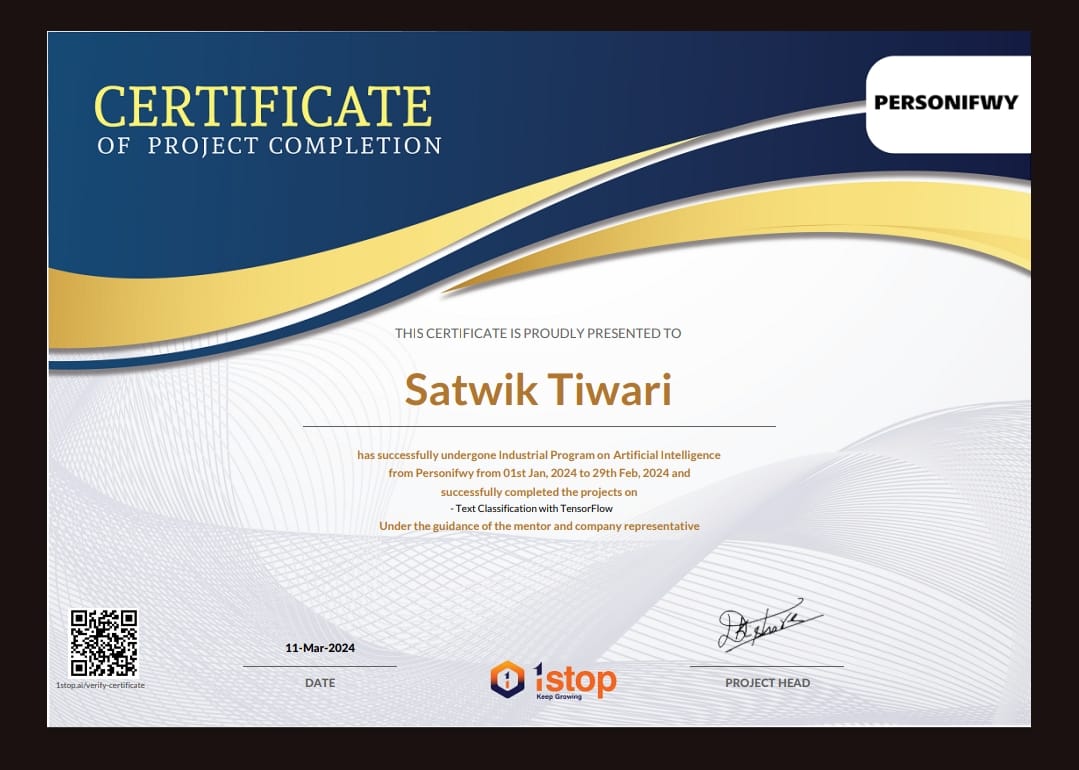 CERTIFICATE
OF PROJECT COMPLETION
PERSONIFWY
THIS CERTIFICATE IS PROUDLY PRESENTED TO
Satwik Tiwari
has successfully undergone Industrial Program on Artificial Intelligence
from Personifwy from 01st Jan, 2024 to 29th Feb, 2024 and
successfully completed the projects on
- Text Classification with TensorFlow
Under the guidance of the mentor and company representative
1stop.ai/verify-certificate
11-Mar-2024
DATE
1stop
Keep Growing
PROJECT HEAD